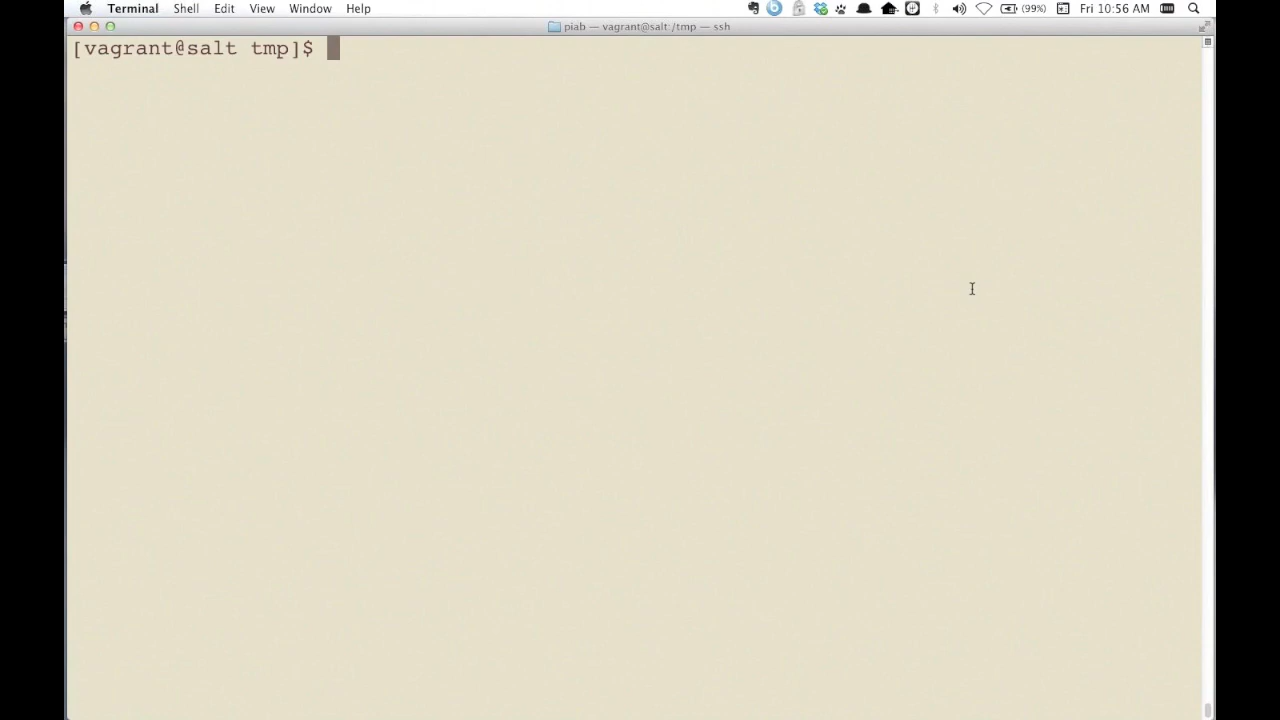 Terminal Shell Edit View Window Help (99%) Fri 10:56 AM
piab — vagrant@salt:/tmp — ssh
[vagrant@salt tmp]$